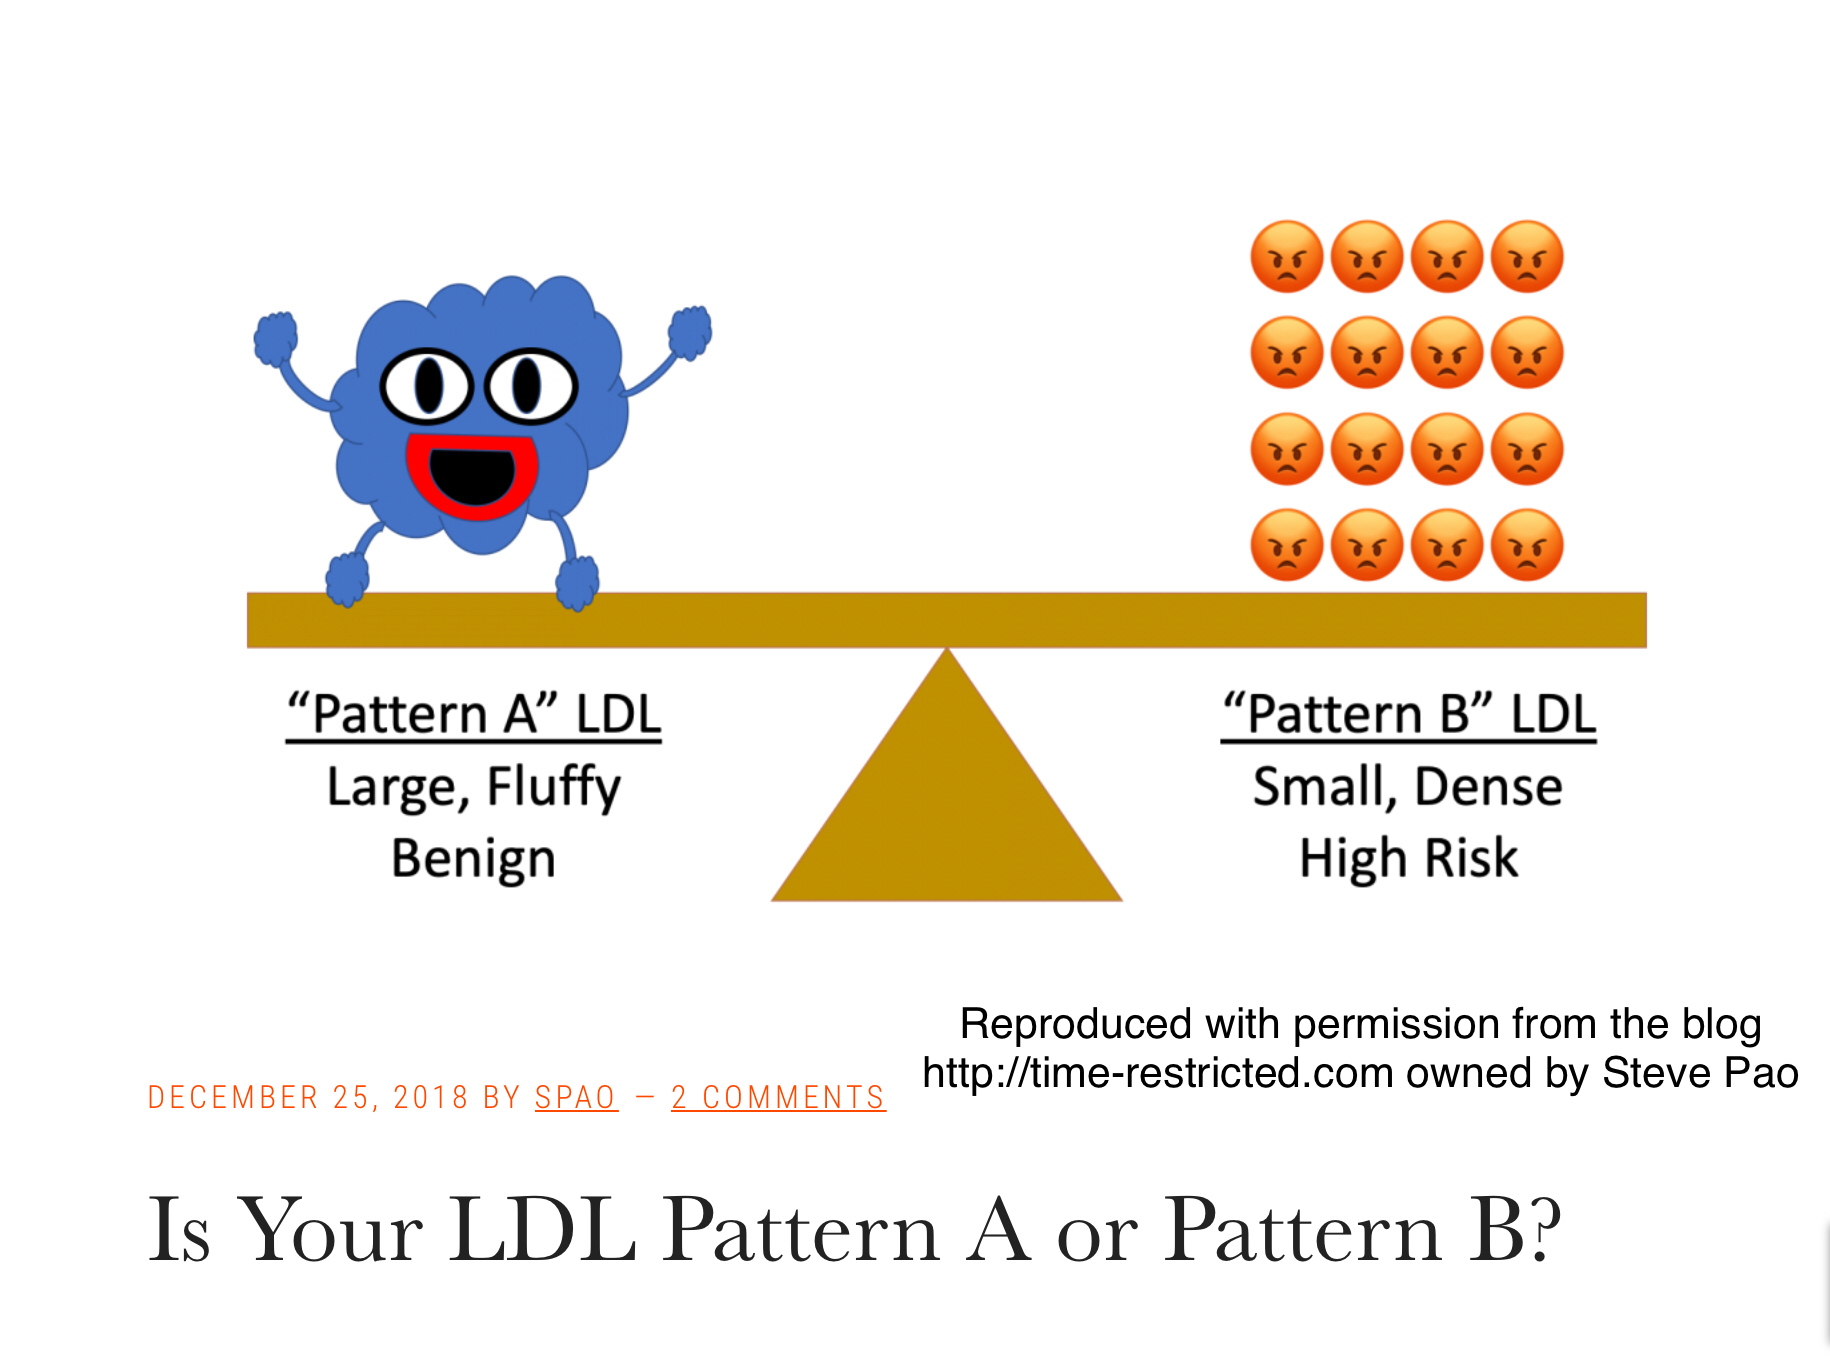 “Pattern A” LDL
Large, Fluffy
Benign
“Pattern B” LDL
Small, Dense
High Risk
Reproduced with permission from the blog
http://time-restricted.com owned by Steve Pao
DECEMBER 25, 2018 BY SPAO — 2 COMMENTS
Is Your LDL Pattern A or Pattern B?